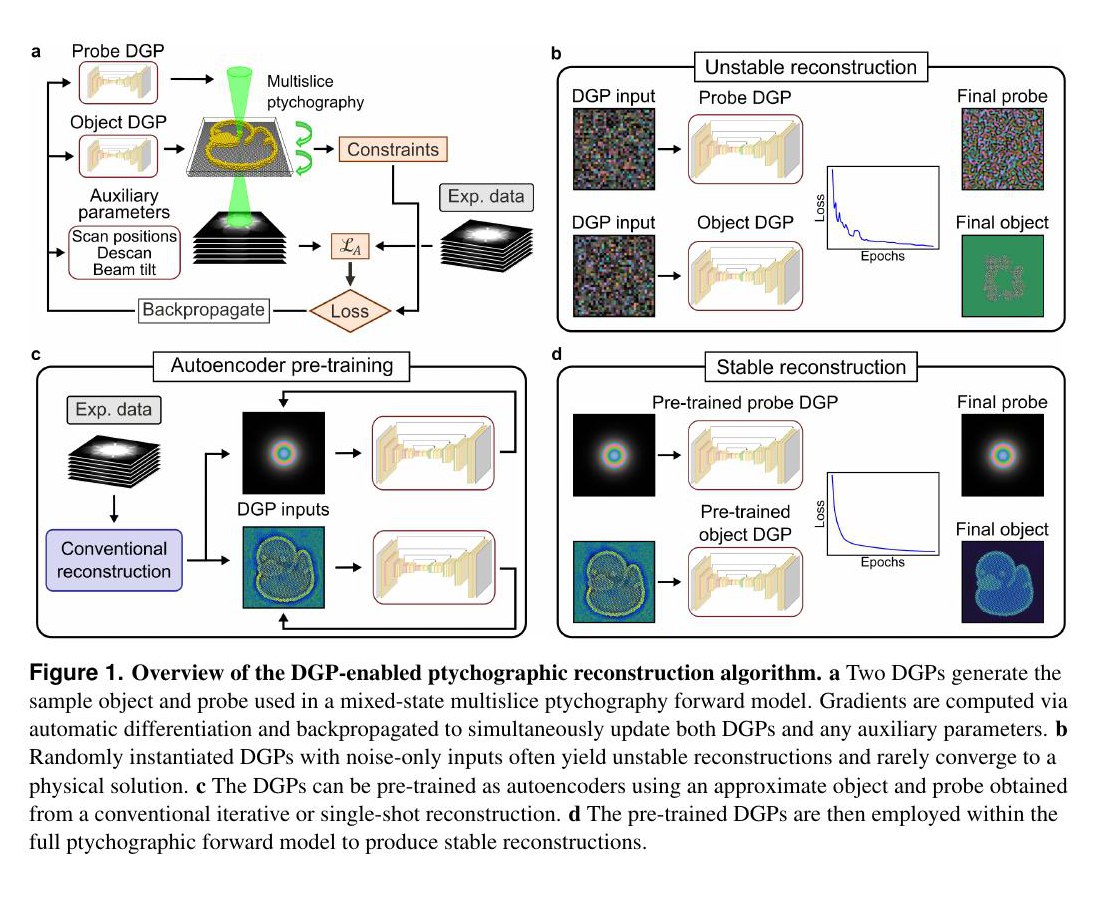 a
Probe DGP
Object DGP
Auxiliary
parameters
Scan positions
Descan
Beam tilt
Multislice
ptychography
Constraints
Exp. data
ℒA
Loss
Backpropagate
b
Unstable reconstruction
DGP input
Probe DGP
Final probe
DGP input
Object DGP
Final object
Loss
Epochs
c
Autoencoder pre-training
Exp. data
Conventional
reconstruction
DGP inputs
d
Stable reconstruction
Pre-trained probe DGP
Final probe
Pre-trained
object DGP
Final object
Loss
Epochs
Figure 1. Overview of the DGP-enabled ptychographic reconstruction algorithm. a Two DGPs generate the
sample object and probe used in a mixed-state multislice ptychography forward model. Gradients are computed via
automatic differentiation and backpropagated to simultaneously update both DGPs and any auxiliary parameters. b
Randomly instantiated DGPs with noise-only inputs often yield unstable reconstructions and rarely converge to a
physical solution. c The DGPs can be pre-trained as autoencoders using an approximate object and probe obtained
from a conventional iterative or single-shot reconstruction. d The pre-trained DGPs are then employed within the
full ptychographic forward model to produce stable reconstructions.